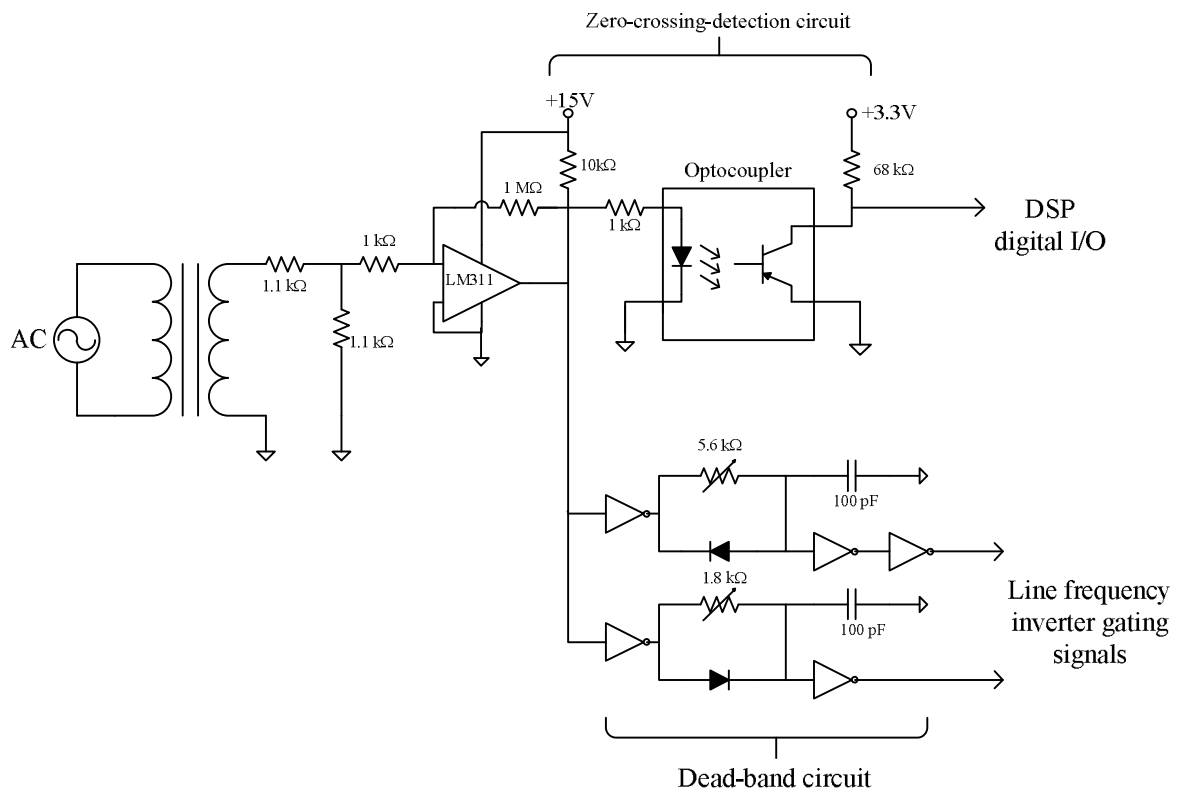 Zero-crossing-detection circuit
+15V
+3.3V
10kΩ
Optocoupler
68 kΩ
1 MΩ
1 kΩ
DSP
digital I/O
1 kΩ
1.1 kΩ
LM311
AC
1.1 kΩ
5.6 kΩ
100 pF
1.8 kΩ
100 pF
Line frequency
inverter gating
signals
Dead-band circuit